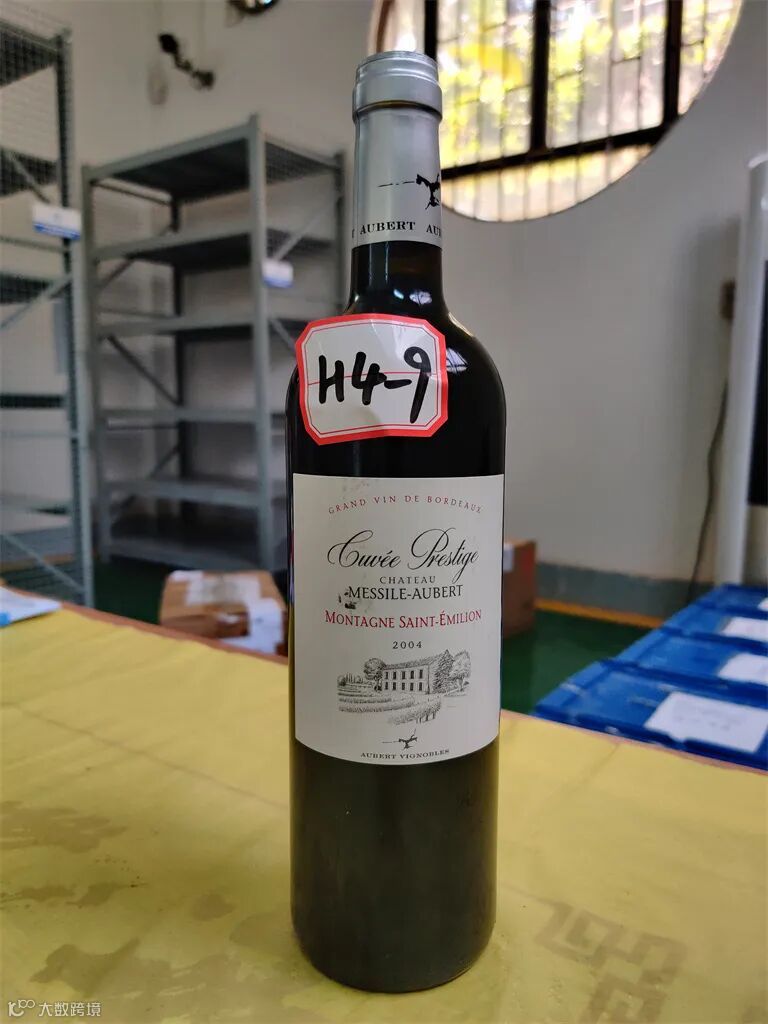 AUBERT AU
H4-9
GRAND VIN DE BORDEAUX
Cuvée Prestige
CHATEAU
MESSILE-AUBERT
MONTAGNE SAINT-ÉMILION
2004
AUBERT VIGNOBLES
大数跨境